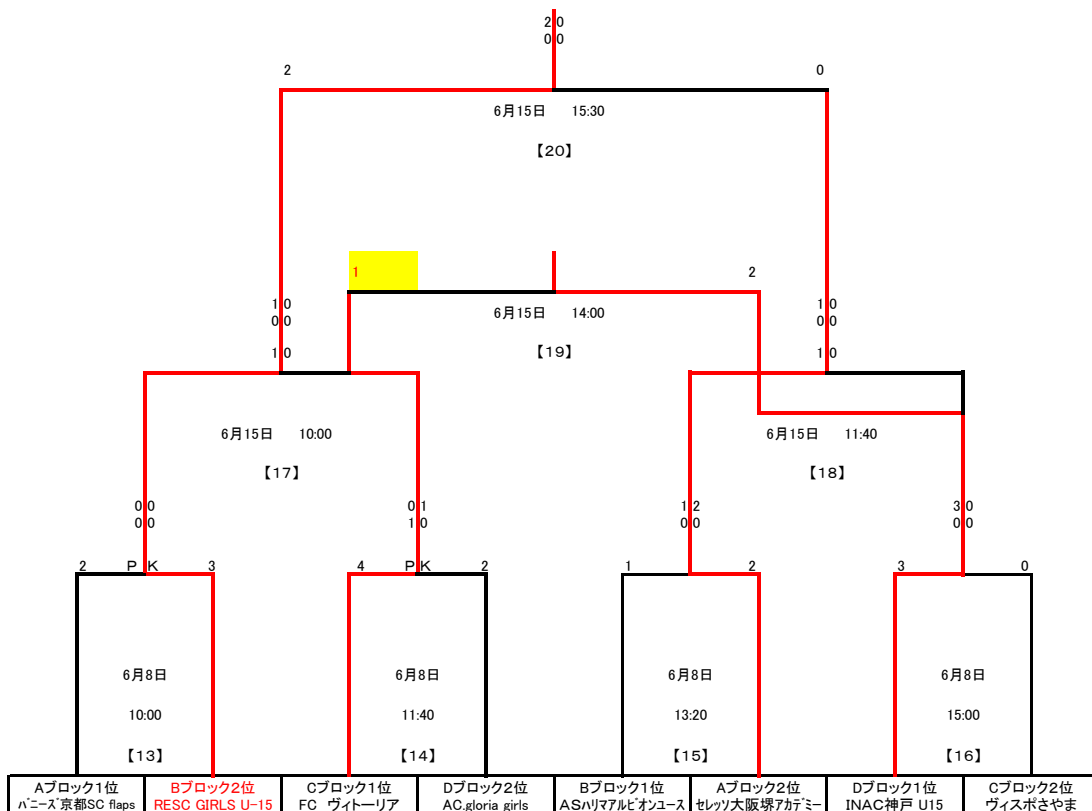 2 0
0 0
2 0
6月15日 15:30
【20】
1 2
1 0 6月15日 14:00 1 0
0 0 0 0
1 0 【19】 1 0
6月15日 10:00 6月15日 11:40
【17】 【18】
0 0 0 1 1 2 3 0
0 0 1 0 0 0 0 0
2 P K 3 4 P K 2 1 2 3 0
6月8日 6月8日 6月8日 6月8日
10:00 11:40 13:20 15:00
【13】 【14】 【15】 【16】
Aブロック1位 Bブロック2位 Cブロック1位 Dブロック2位 Bブロック1位 Aブロック2位 Dブロック1位 Cブロック2位
バニーズ京都SC flaps RESC GIRLS U-15 FC ヴィトーリア AC.gloria girls ASハリマアルビオンユース セレッソ大阪堺アカデミー INAC神戸 U15 ヴィスポさやま